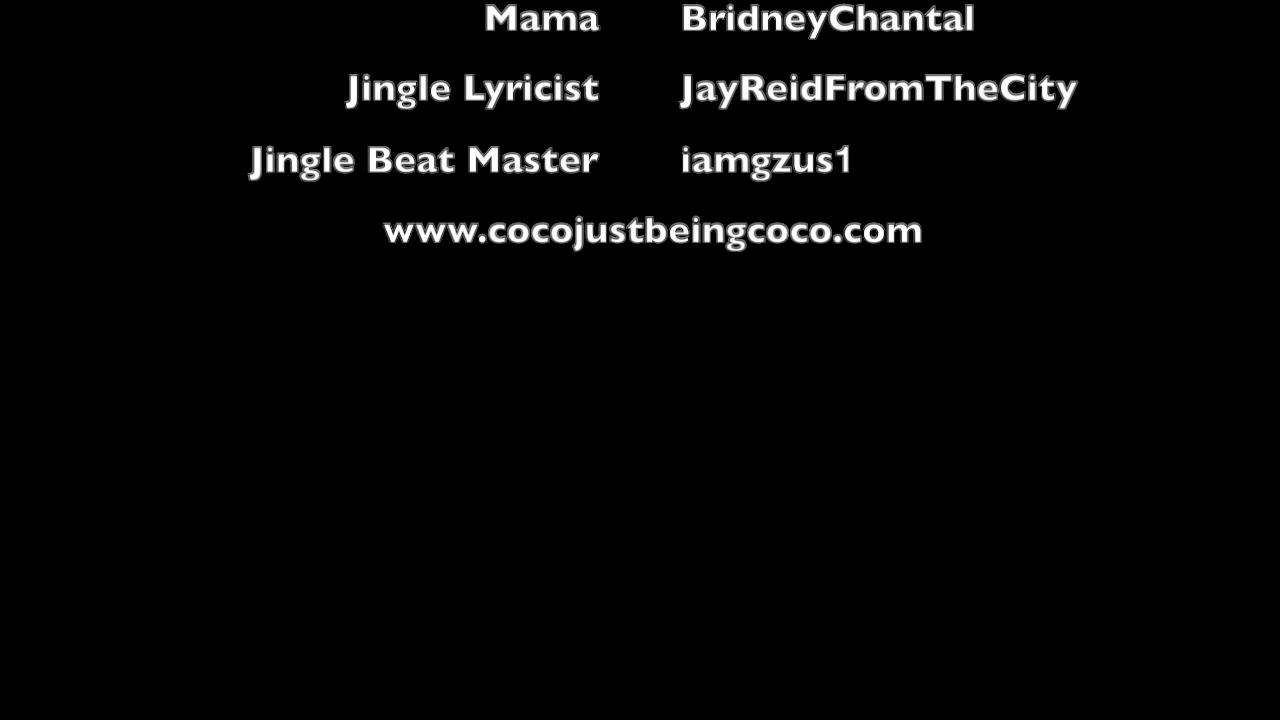 Mama BridneyChantal
Jingle Lyricist JayReidFromTheCity
Jingle Beat Master iamgzus1
www.cocojustbeingcoco.com